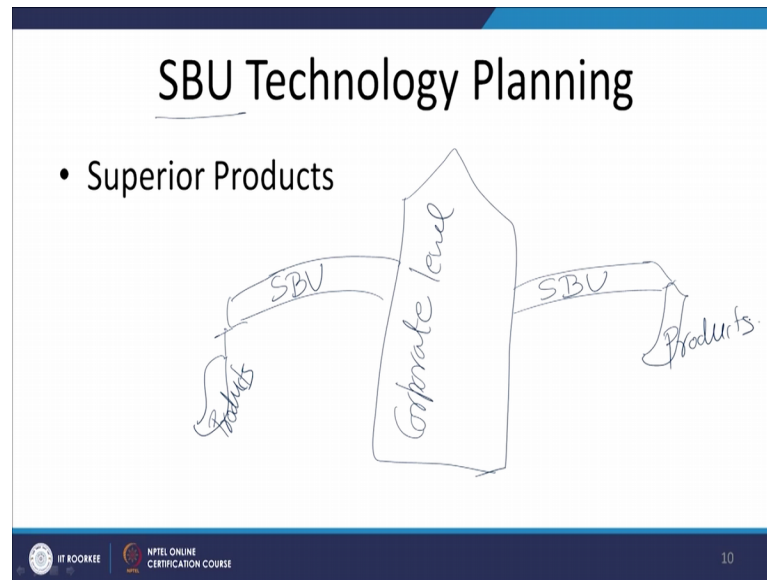 SBU Technology Planning
• Superior Products
SBU
Corporate level
SBU
Products
Products.
IIT ROORKEE
NPTEL ONLINE
CERTIFICATION COURSE
10